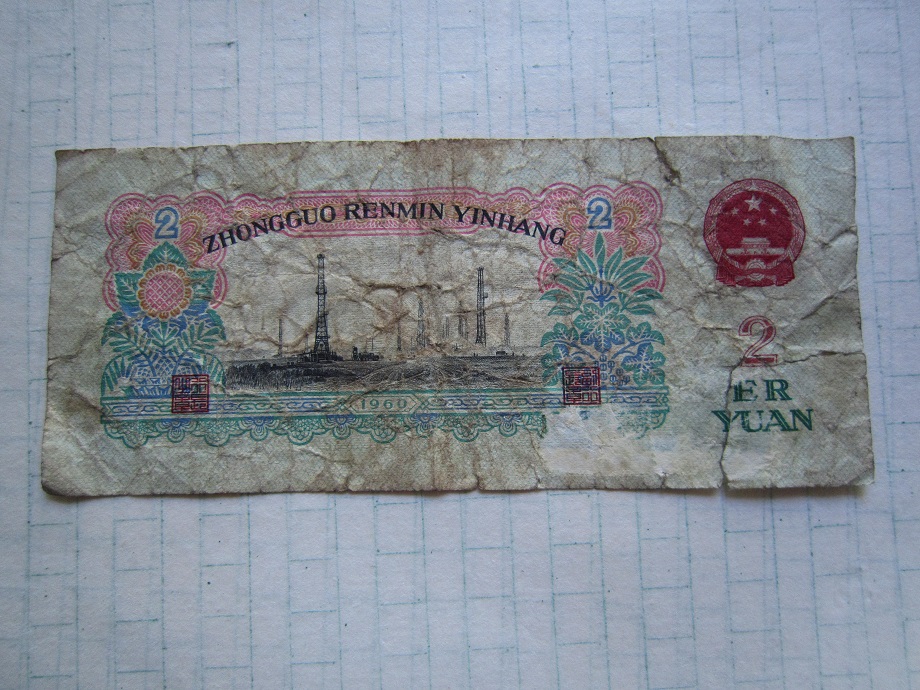 2
2
ZHONGGUO RENMIN YINHANG
2
ER
YUAN
1960